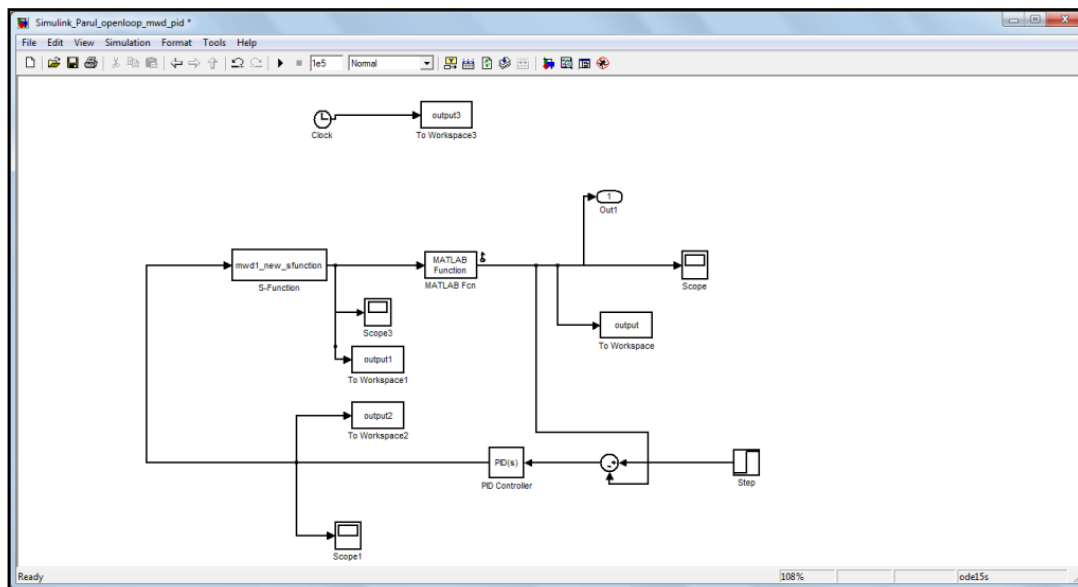 Simulink_Parul_openloop_mwd_pid *
File Edit View Simulation Format Tools Help
1e5 Normal
output3
Clock
To Workspace3
1
Out1
mwd1_new_sfunction
S-Function
MATLAB
Function
MATLAB Fcn
Scope
Scope3
output
To Workspace
output1
To Workspace1
output2
To Workspace2
PID(s)
PID Controller
Step
Scope1
Ready 108% ode15s